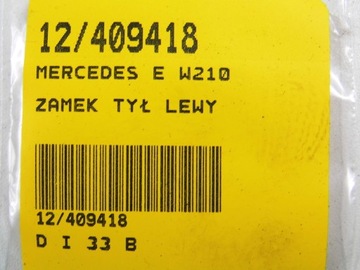 12/409418
MERCEDES E W210
ZAMEK TYŁ LEWY
12/409418
D I 33 B